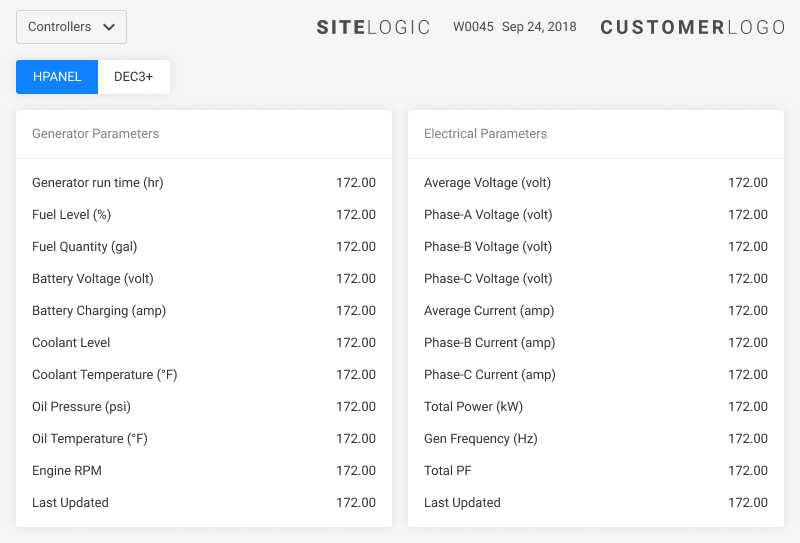 Controllers
SITELOGIC
W0045 Sep 24, 2018
CUSTOMERLOGO
HPANEL
DEC3+
Generator Parameters
Generator run time (hr) 172.00
Fuel Level (%) 172.00
Fuel Quantity (gal) 172.00
Battery Voltage (volt) 172.00
Battery Charging (amp) 172.00
Coolant Level 172.00
Coolant Temperature (°F) 172.00
Oil Pressure (psi) 172.00
Oil Temperature (°F) 172.00
Engine RPM 172.00
Last Updated 172.00
Electrical Parameters
Average Voltage (volt) 172.00
Phase-A Voltage (volt) 172.00
Phase-B Voltage (volt) 172.00
Phase-C Voltage (volt) 172.00
Average Current (amp) 172.00
Phase-B Current (amp) 172.00
Phase-C Current (amp) 172.00
Total Power (kW) 172.00
Gen Frequency (Hz) 172.00
Total PF 172.00
Last Updated 172.00